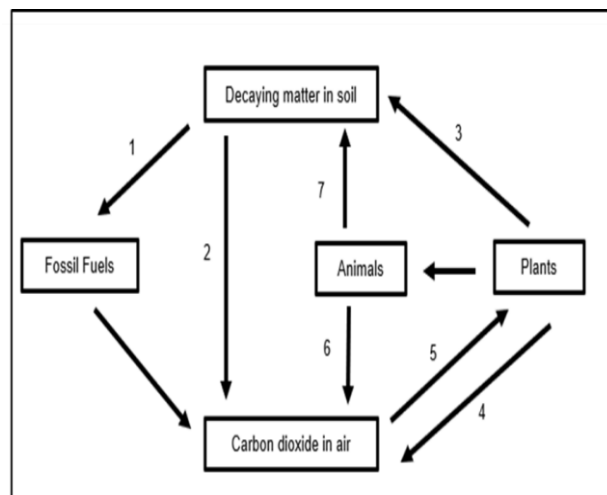 Decaying matter in soil
1
3
7
2
Fossil Fuels
Animals
Plants
6
5
4
Carbon dioxide in air